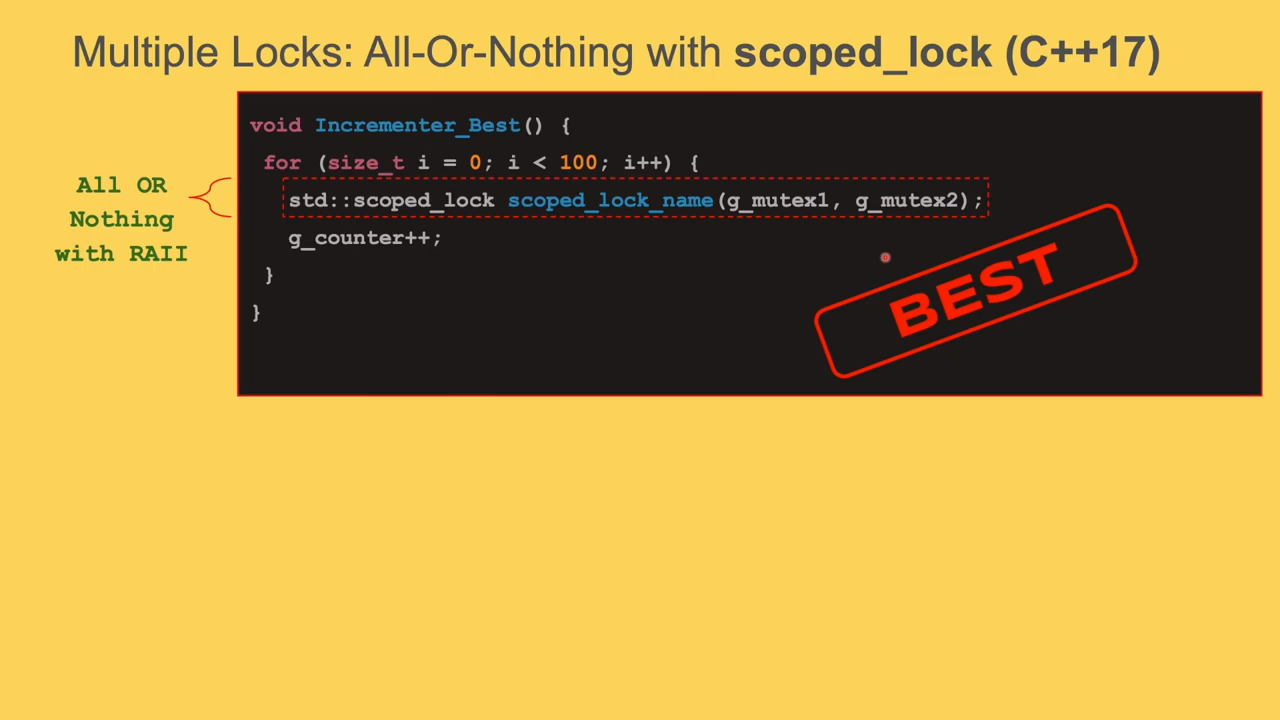 Multiple Locks: All-Or-Nothing with scoped_lock (C++17)
void Incrementer_Best() {
for (size_t i = 0; i < 100; i++) {
std::scoped_lock scoped_lock_name(g_mutex1, g_mutex2);
g_counter++;
}
}
All OR
Nothing
with RAII
BEST